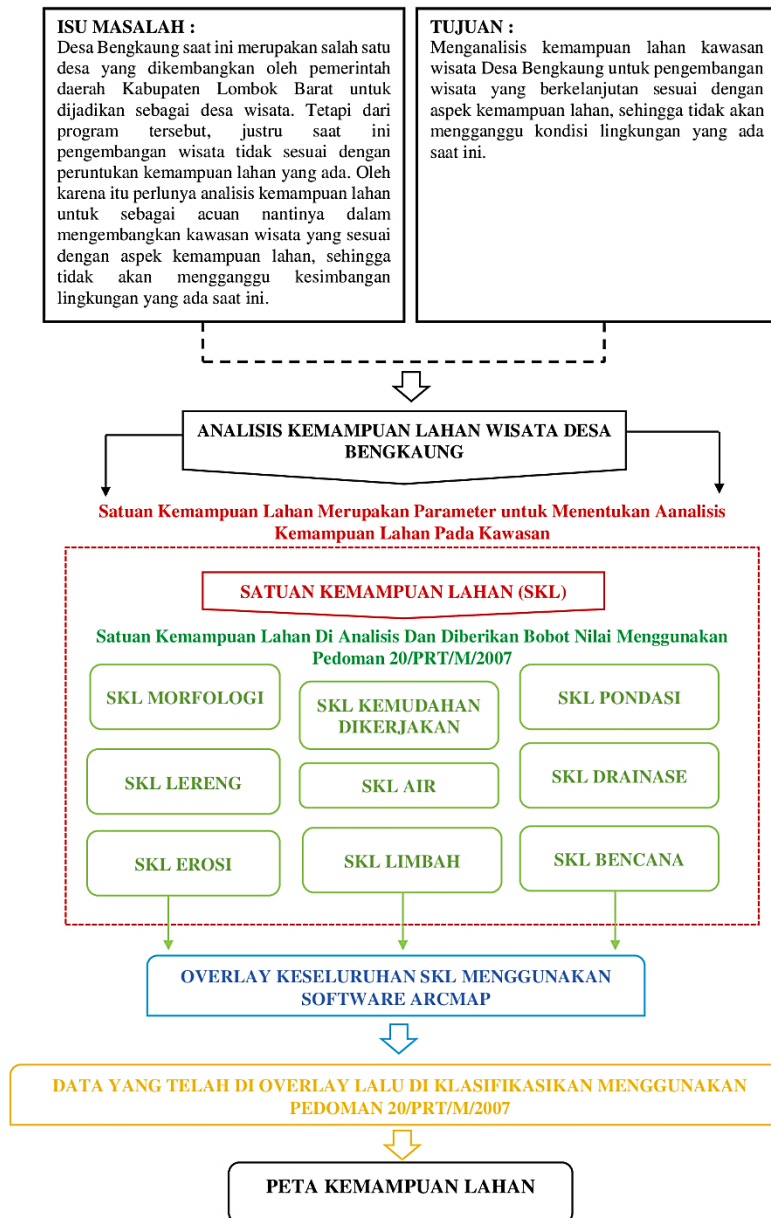 ISU MASALAH :
Desa Bengkaung saat ini merupakan salah satu
desa yang dikembangkan oleh pemerintah
daerah Kabupaten Lombok Barat untuk
dijadikan sebagai desa wisata. Tetapi dari
program tersebut, justru saat ini
pengembangan wisata tidak sesuai dengan
peruntukan kemampuan lahan yang ada. Oleh
karena itu perlunya analisis kemampuan lahan
untuk sebagai acuan nantinya dalam
mengembangkan kawasan wisata yang sesuai
dengan aspek kemampuan lahan, sehingga
tidak akan mengganggu kesimbangan
lingkungan yang ada saat ini.
TUJUAN :
Menganalisis kemampuan lahan kawasan
wisata Desa Bengkaung untuk pengembangan
wisata yang berkelanjutan sesuai dengan
aspek kemampuan lahan, sehingga tidak akan
mengganggu kondisi lingkungan yang ada
saat ini.
ANALISIS KEMAMPUAN LAHAN WISATA DESA
BENGKAUNG
Satuan Kemampuan Lahan Merupakan Parameter untuk Menentukan Aanalisis
Kemampuan Lahan Pada Kawasan
SATUAN KEMAMPUAN LAHAN (SKL)
Satuan Kemampuan Lahan Di Analisis Dan Diberikan Bobot Nilai Menggunakan
Pedoman 20/PRT/M/2007
SKL MORFOLOGI
SKL KEMUDAHAN
DIKERJAKAN
SKL PONDASI
SKL LERENG
SKL AIR
SKL DRAINASE
SKL EROSI
SKL LIMBAH
SKL BENCANA
OVERLAY KESELURUHAN SKL MENGGUNAKAN
SOFTWARE ARCMAP
DATA YANG TELAH DI OVERLAY LALU DI KLASIFIKASIKAN MENGGUNAKAN
PEDOMAN 20/PRT/M/2007
PETA KEMAMPUAN LAHAN